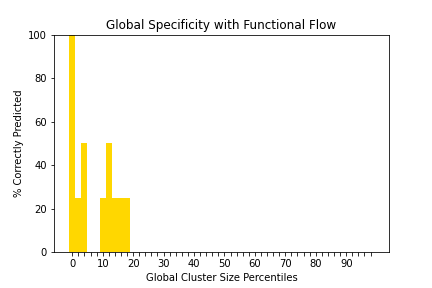 Global Specificity with Functional Flow
100
80
60
40
20
0
% Correctly Predicted
0 10 20 30 40 50 60 70 80 90
Global Cluster Size Percentiles